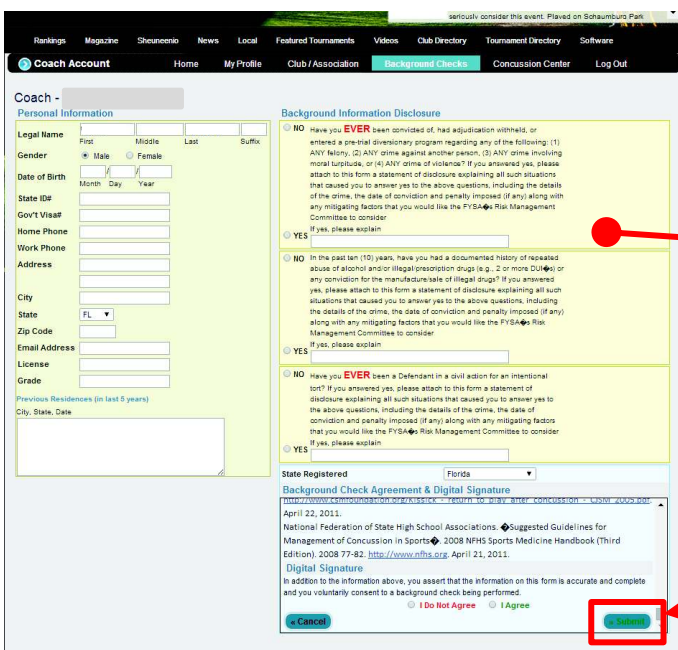 seriously consider this event. Played on Schaumburg Park
Rankings Magazine Sheuneenio News Local Featured Tournaments Videos Club Directory Tournament Directory Software
Coach Account Home My Profile Club / Association Background Checks Concussion Center Log Out
Coach -
Personal Information
Legal Name
First Middle Last Suffix
Gender Male Female
Date of Birth / /
Month Day Year
State ID#
Gov't Visa#
Home Phone
Work Phone
Address
City
State FL
Zip Code
Email Address
License
Grade
Previous Residences (in last 5 years)
City, State, Date
Background Information Disclosure
NO Have you EVER been convicted of, had adjudication withheld, or
entered a pre-trial diversionary program regarding any of the following: (1)
ANY felony, (2) ANY crime against another person, (3) ANY crime involving
moral turpitude, or (4) ANY crime of violence? If you answered yes, please
attach to this form a statement of disclosure explaining all such situations
that caused you to answer yes to the above questions, including the details
of the crime, the date of conviction and penalty imposed (if any) along with
any mitigating factors that you would like the FYSA�s Risk Management
Committee to consider
If yes, please explain
YES
NO In the past ten (10) years, have you had a documented history of repeated
abuse of alcohol and/or illegal/prescription drugs (e.g., 2 or more DUI�s) or
any conviction for the manufacture/sale of illegal drugs? If you answered
yes, please attach to this form a statement of disclosure explaining all such
situations that caused you to answer yes to the above questions, including
the details of the crime, the date of conviction and penalty imposed (if any)
along with any mitigating factors that you would like the FYSA�s Risk
Management Committee to consider
If yes, please explain
YES
NO Have you EVER been a Defendant in a civil action for an intentional
tort? If you answered yes, please attach to this form a statement of
disclosure explaining all such situations that caused you to answer yes to
the above questions, including the details of the crime, the date of
conviction and penalty imposed (if any) along with any mitigating factors
that you would like the FYSA�s Risk Management Committee to consider
If yes, please explain
YES
State Registered Florida
Background Check Agreement & Digital Signature
http://www.csmfoundation.org/Kissick - return to play after concussion - CJSM 2005.pdf.
April 22, 2011.
National Federation of State High School Associations. �Suggested Guidelines for
Management of Concussion in Sports�. 2008 NFHS Sports Medicine Handbook (Third
Edition). 2008 77-82. http://www.nfhs.org. April 21, 2011.
Digital Signature
In addition to the information above, you assert that the information on this form is accurate and complete
and you voluntarily consent to a background check being performed.
I Do Not Agree I Agree
« Cancel » Submit